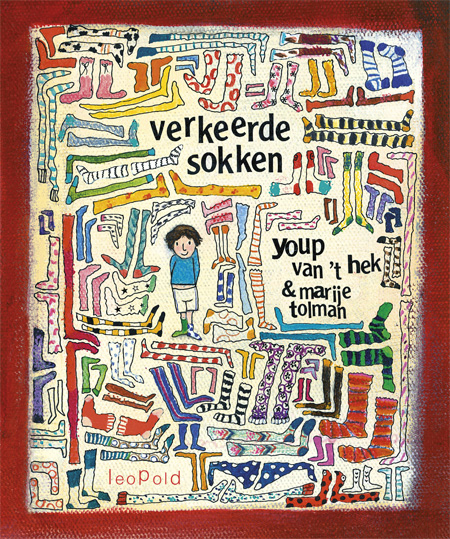 verkeerde
sokken
youp
van 't hek
& marije
tolman
leopold